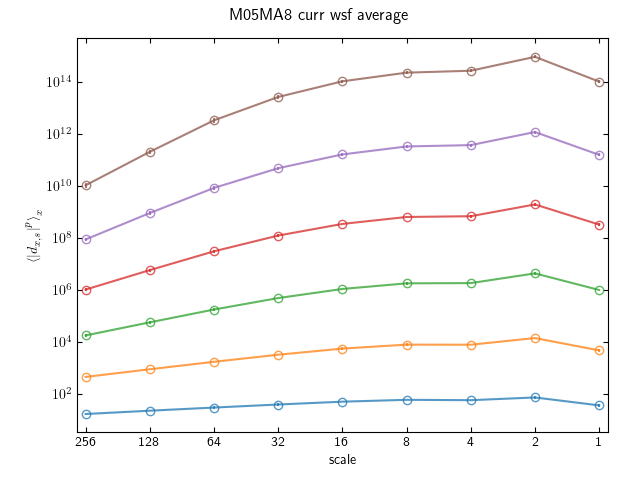 M05MA8 curr wsf average
⟨|d_{x,s}|^p⟩_x
10^{14}
10^{12}
10^{10}
10^8
10^6
10^4
10^2
256 128 64 32 16 8 4 2 1
scale